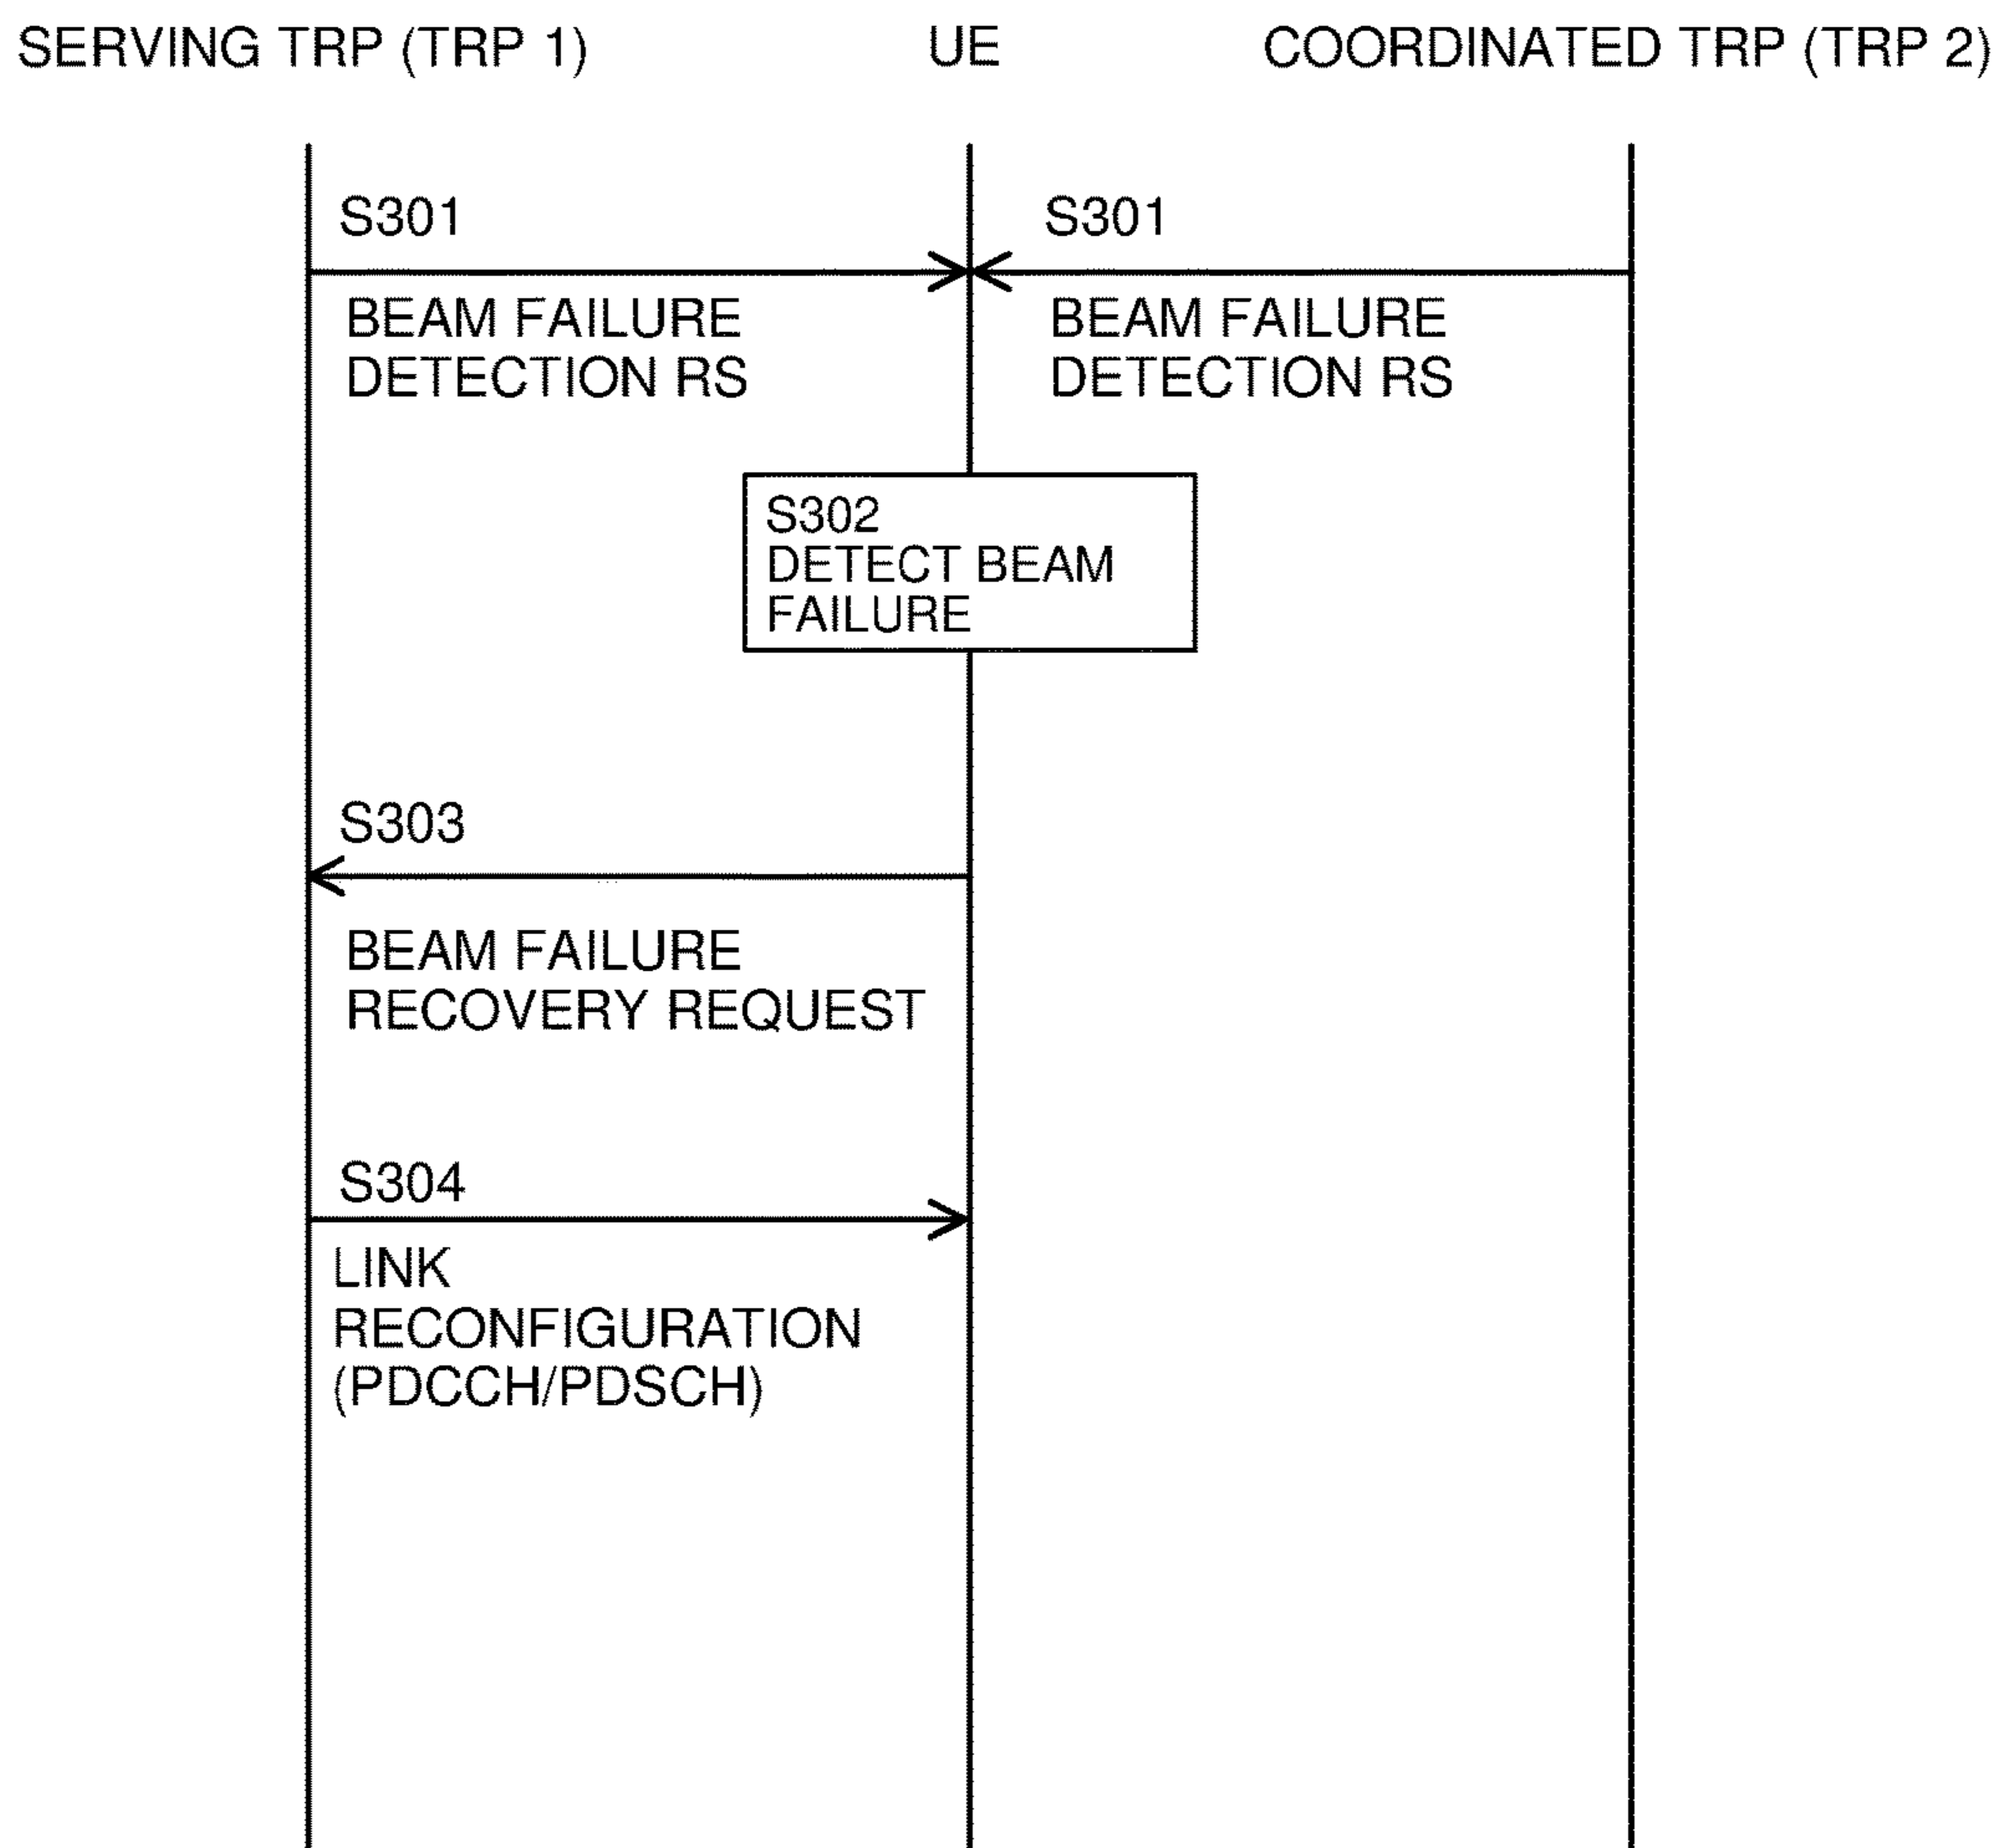 SERVING TRP (TRP 1)
UE
COORDINATED TRP (TRP 2)
S301
S301
BEAM FAILURE
DETECTION RS
BEAM FAILURE
DETECTION RS
S302
DETECT BEAM
FAILURE
S303
BEAM FAILURE
RECOVERY REQUEST
S304
LINK
RECONFIGURATION
(PDCCH/PDSCH)